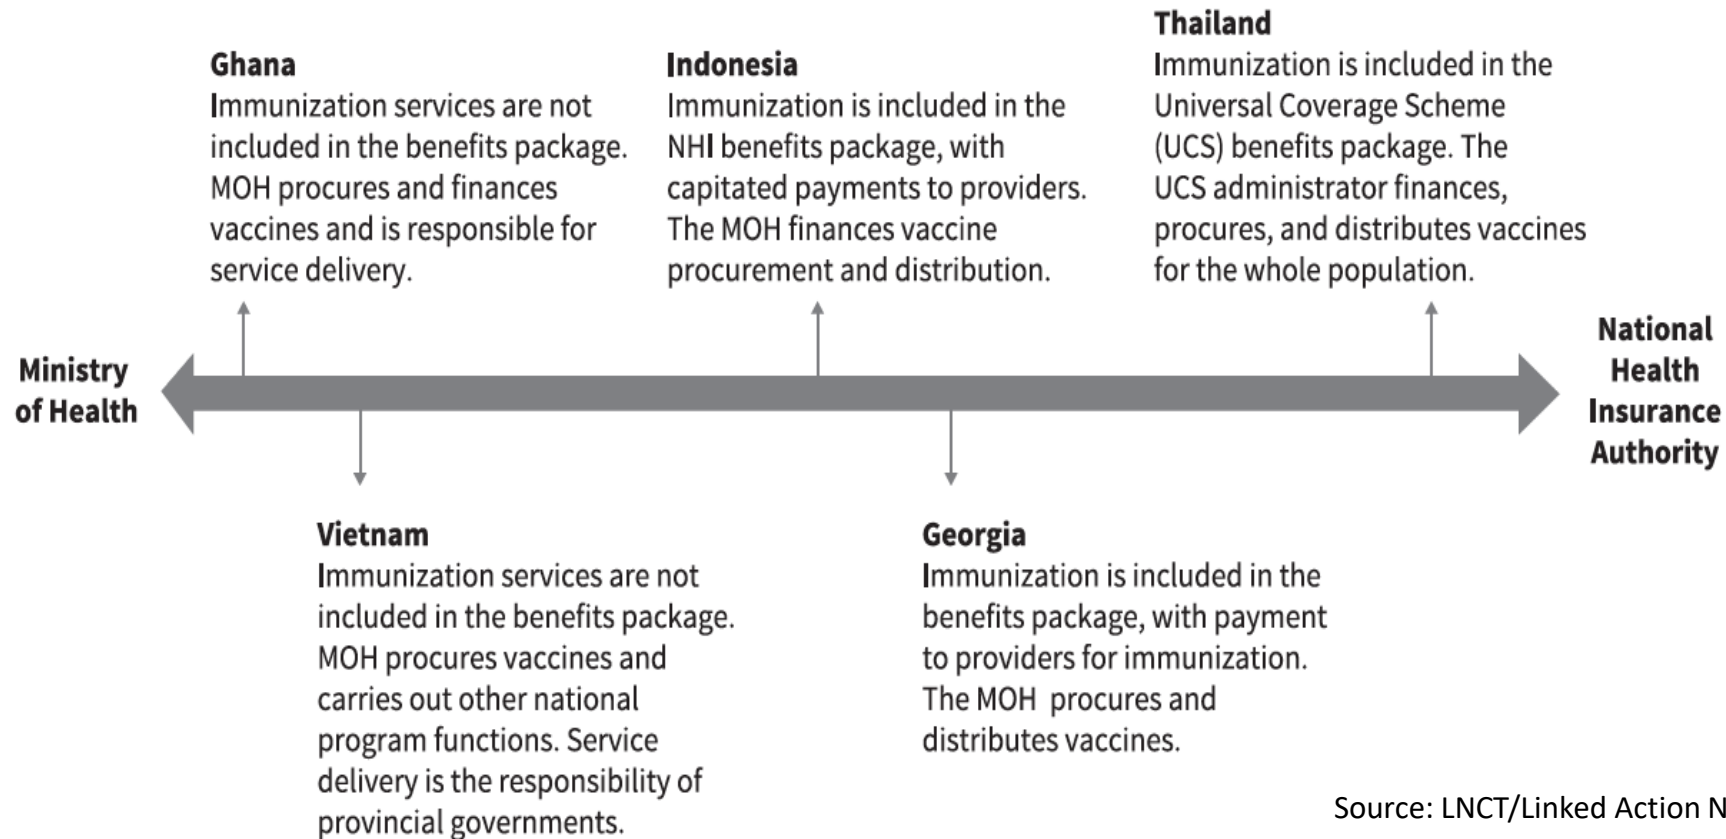 Ghana
Immunization services are not
included in the benefits package.
MOH procures and finances
vaccines and is responsible for
service delivery.
Indonesia
Immunization is included in the
NHI benefits package, with
capitated payments to providers.
The MOH finances vaccine
procurement and distribution.
Thailand
Immunization is included in the
Universal Coverage Scheme
(UCS) benefits package. The
UCS administrator finances,
procures, and distributes vaccines
for the whole population.
Ministry
of Health
National
Health
Insurance
Authority
Vietnam
Immunization services are not
included in the benefits package.
MOH procures vaccines and
carries out other national
program functions. Service
delivery is the responsibility of
provincial governments.
Georgia
Immunization is included in the
benefits package, with payment
to providers for immunization.
The MOH procures and
distributes vaccines.
Source: LNCT/Linked Action N